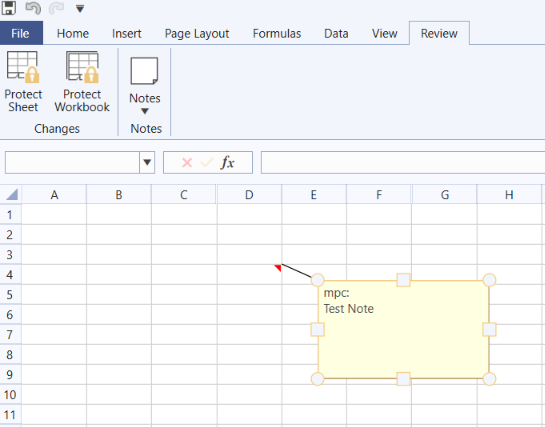 File Home Insert Page Layout Formulas Data View Review
Protect Sheet
Protect Workbook
Notes
Changes Notes
fx
A B C D E F G H
1
2
3
4
5
6
7
8
9
10
11
mpc:
Test Note